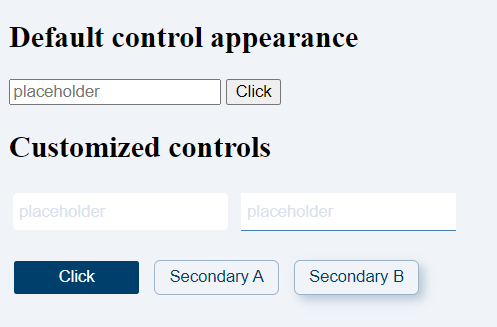 Default control appearance
placeholder Click
Customized controls
placeholder placeholder
Click Secondary A Secondary B